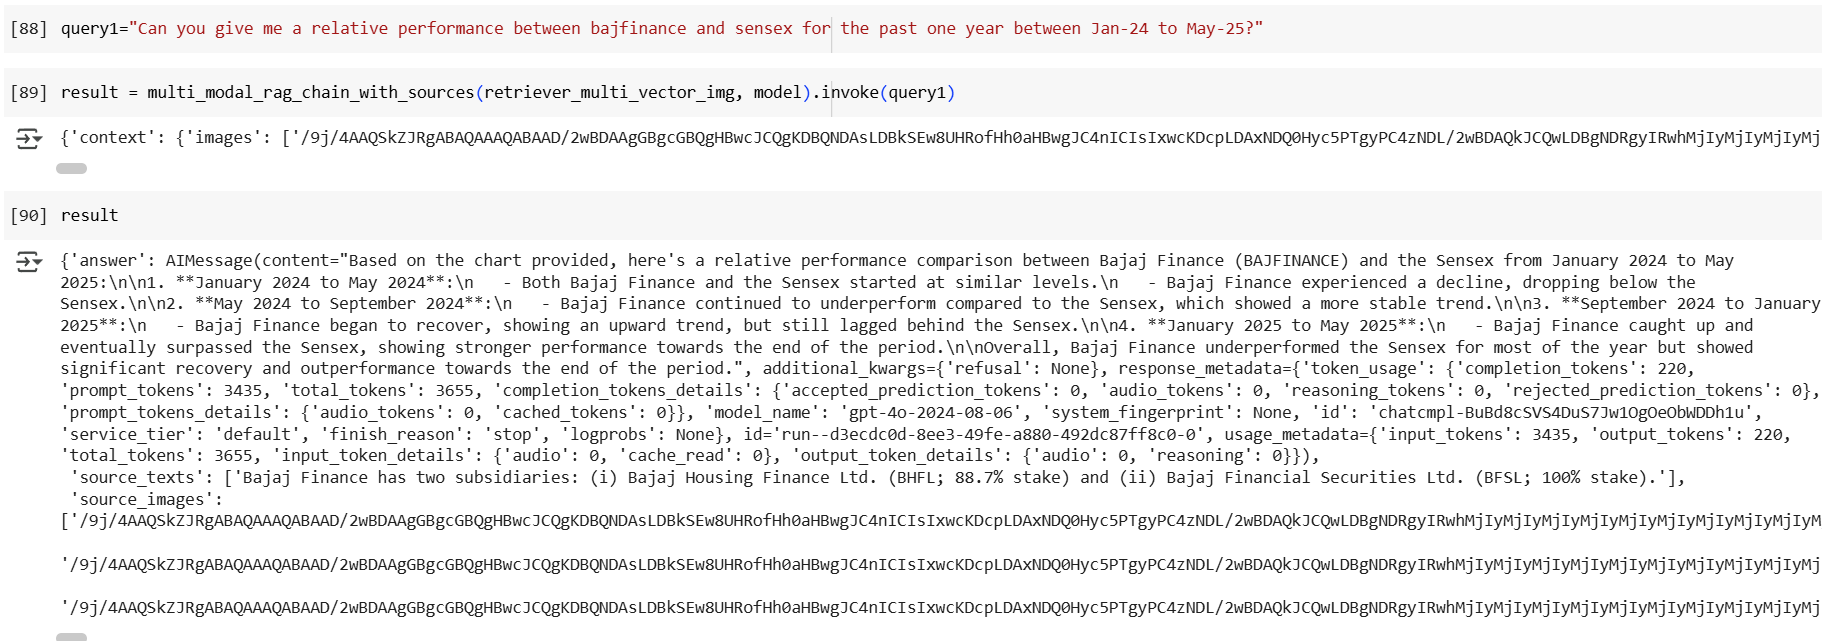 [88] query1="Can you give me a relative performance between bajfinance and sensex for the past one year between Jan-24 to May-25?"
[89] result = multi_modal_rag_chain_with_sources(retriever_multi_vector_img, model).invoke(query1)
{'context': {'images': ['/9j/4AAQSkZJRgABAQAAAQABAAD/2wBDAAgGBgcGBQgHBwcJCQgKDBQNDAsLDBkSEw8UHRofHh0aHBwgJC4nICIsIxwcKDcpLDAxNDQ0Hyc5PTgyPC4zNDL/2wBDAQkJCQwLDBgNDRgyIRwhMjIyMjIyMjIyMj
[90] result
{'answer': AIMessage(content="Based on the chart provided, here's a relative performance comparison between Bajaj Finance (BAJFINANCE) and the Sensex from January 2024 to May
2025:\n\n1. **January 2024 to May 2024**:\n   - Both Bajaj Finance and the Sensex started at similar levels.\n   - Bajaj Finance experienced a decline, dropping below the
Sensex.\n\n2. **May 2024 to September 2024**:\n   - Bajaj Finance continued to underperform compared to the Sensex, which showed a more stable trend.\n\n3. **September 2024 to January
2025**:\n   - Bajaj Finance began to recover, showing an upward trend, but still lagged behind the Sensex.\n\n4. **January 2025 to May 2025**:\n   - Bajaj Finance caught up and
eventually surpassed the Sensex, showing stronger performance towards the end of the period.\n\nOverall, Bajaj Finance underperformed the Sensex for most of the year but showed
significant recovery and outperformance towards the end of the period.", additional_kwargs={'refusal': None}, response_metadata={'token_usage': {'completion_tokens': 220,
'prompt_tokens': 3435, 'total_tokens': 3655, 'completion_tokens_details': {'accepted_prediction_tokens': 0, 'audio_tokens': 0, 'reasoning_tokens': 0, 'rejected_prediction_tokens': 0},
'prompt_tokens_details': {'audio_tokens': 0, 'cached_tokens': 0}}, 'model_name': 'gpt-4o-2024-08-06', 'system_fingerprint': None, 'id': 'chatcmpl-BuBd8cSVS4DuS7Jw1OgOeObWDDh1u',
'service_tier': 'default', 'finish_reason': 'stop', 'logprobs': None}, id='run--d3ecdc0d-8ee3-49fe-a880-492dc87ff8c0-0', usage_metadata={'input_tokens': 3435, 'output_tokens': 220,
'total_tokens': 3655, 'input_token_details': {'audio': 0, 'cache_read': 0}, 'output_token_details': {'audio': 0, 'reasoning': 0}}),
'source_texts': ['Bajaj Finance has two subsidiaries: (i) Bajaj Housing Finance Ltd. (BHFL; 88.7% stake) and (ii) Bajaj Financial Securities Ltd. (BFSL; 100% stake).'],
'source_images':
['/9j/4AAQSkZJRgABAQAAAQABAAD/2wBDAAgGBgcGBQgHBwcJCQgKDBQNDAsLDBkSEw8UHRofHh0aHBwgJC4nICIsIxwcKDcpLDAxNDQ0Hyc5PTgyPC4zNDL/2wBDAQkJCQwLDBgNDRgyIRwhMjIyMjIyMjIyMjIyMjIyMjIyMjIyM
'/9j/4AAQSkZJRgABAQAAAQABAAD/2wBDAAgGBgcGBQgHBwcJCQgKDBQNDAsLDBkSEw8UHRofHh0aHBwgJC4nICIsIxwcKDcpLDAxNDQ0Hyc5PTgyPC4zNDL/2wBDAQkJCQwLDBgNDRgyIRwhMjIyMjIyMjIyMjIyMjIyMjIyMjIyMj
'/9j/4AAQSkZJRgABAQAAAQABAAD/2wBDAAgGBgcGBQgHBwcJCQgKDBQNDAsLDBkSEw8UHRofHh0aHBwgJC4nICIsIxwcKDcpLDAxNDQ0Hyc5PTgyPC4zNDL/2wBDAQkJCQwLDBgNDRgyIRwhMjIyMjIyMjIyMjIyMjIyMjIyMjIyMj